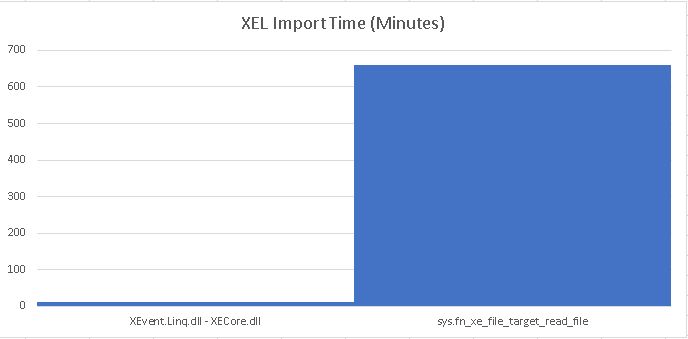 XEL Import Time (Minutes)
700
600
500
400
300
200
100
0
XEvent.Linq.dll - XECore.dll
sys.fn_xe_file_target_read_file